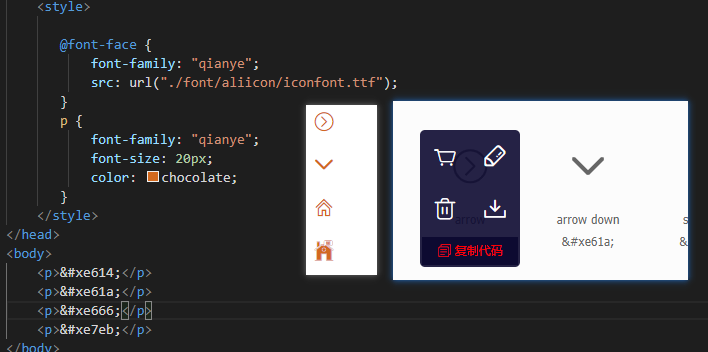 <style>
@font-face {
font-family: "qianye";
src: url("./font/aliicon/iconfont.ttf");
}
p {
font-family: "qianye";
font-size: 20px;
color: chocolate;
}
</style>
</head>
<body>
<p>&#xe614;</p>
<p>&#xe61a;</p>
<p>&#xe666;</p>
<p>&#xe7eb;</p>
</body>
arrow
复制代码
arrow down
&#xe61a;
s
&